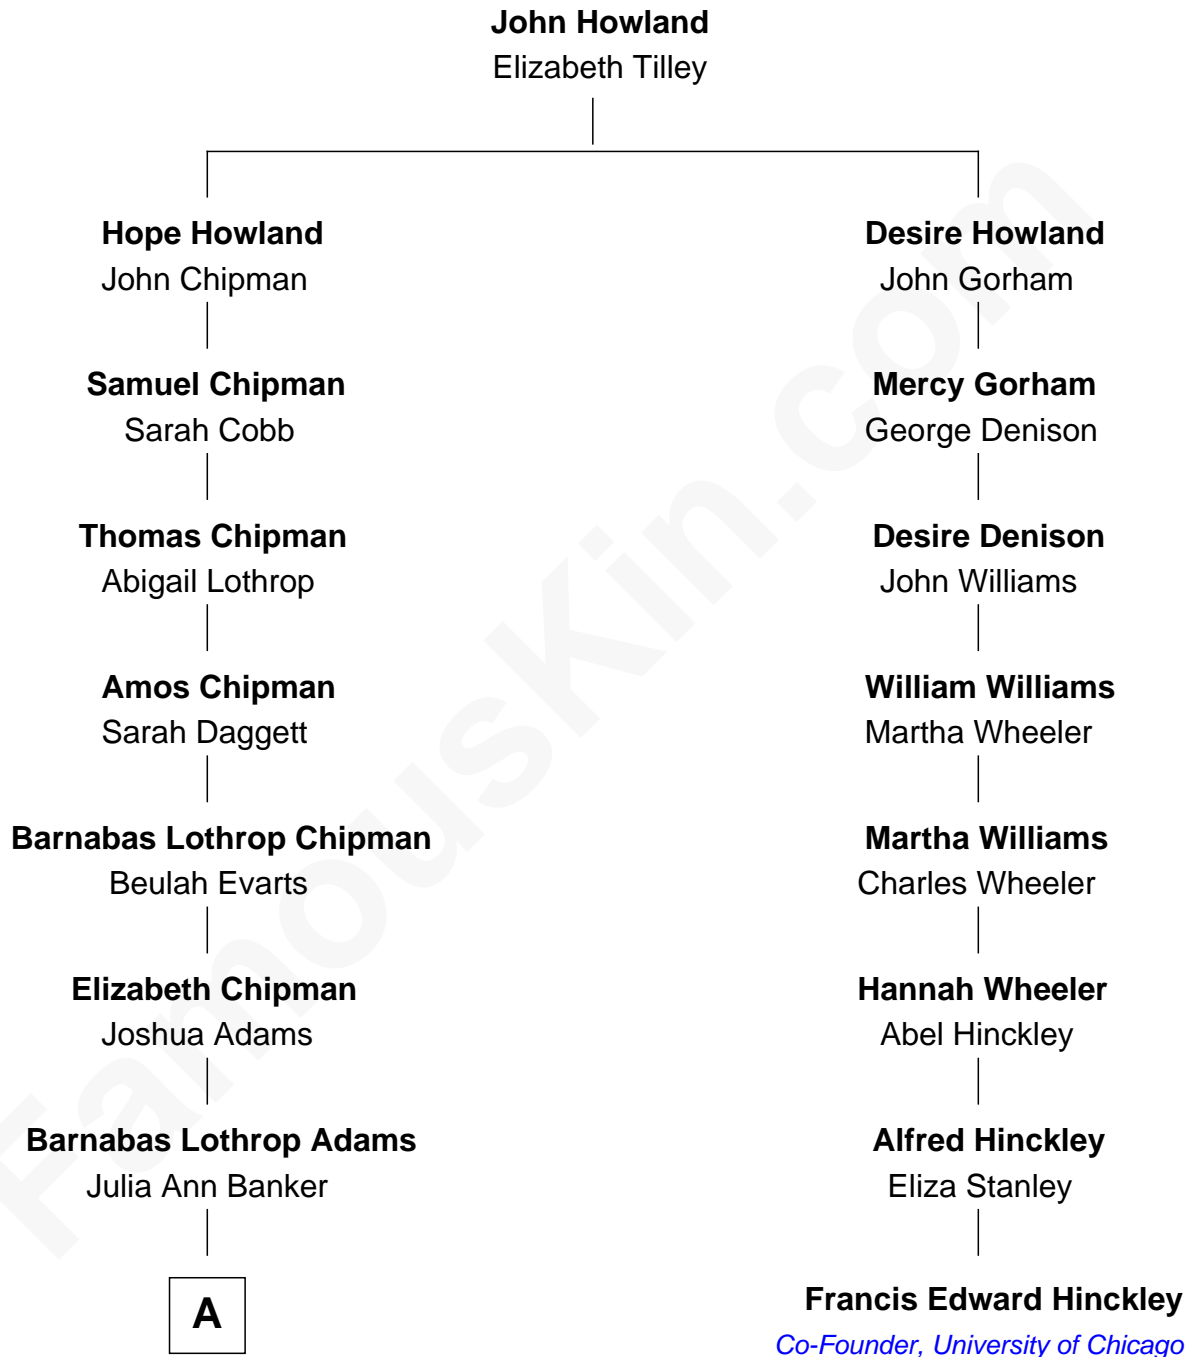 John Howland
Elizabeth Tilley
Hope Howland
John Chipman
Desire Howland
John Gorham
Samuel Chipman
Sarah Cobb
Mercy Gorham
George Denison
Thomas Chipman
Abigail Lothrop
Desire Denison
John Williams
Amos Chipman
Sarah Daggett
William Williams
Martha Wheeler
Barnabas Lothrop Chipman
Beulah Evarts
Martha Williams
Charles Wheeler
Elizabeth Chipman
Joshua Adams
Hannah Wheeler
Abel Hinckley
Barnabas Lothrop Adams
Julia Ann Banker
Alfred Hinckley
Eliza Stanley
A
Francis Edward Hinckley
Co-Founder, University of Chicago
FamousKin.com